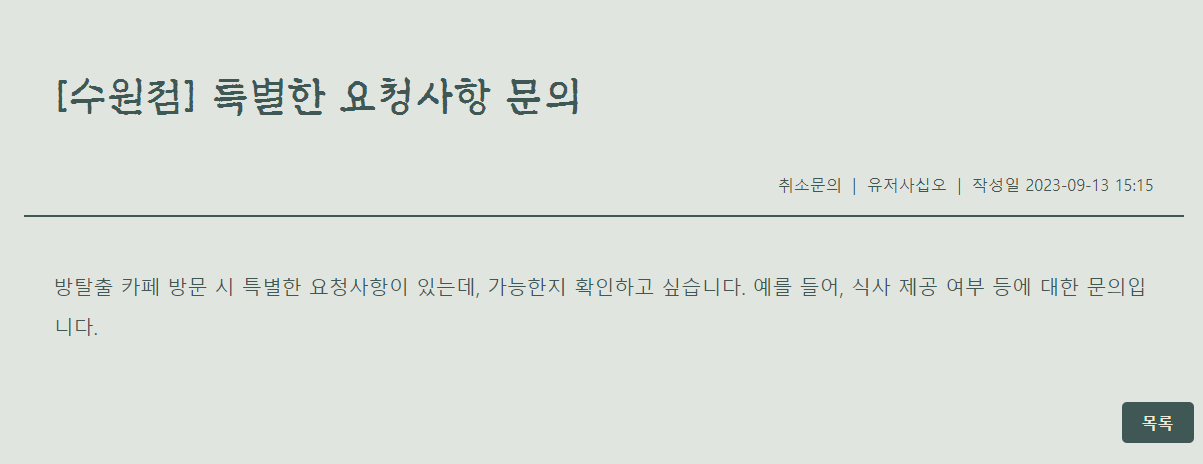 [수원점] 특별한 요청사항 문의
취소문의 | 유저사십오 | 작성일 2023-09-13 15:15
방탈출 카페 방문 시 특별한 요청사항이 있는데, 가능한지 확인하고 싶습니다. 예를 들어, 식사 제공 여부 등에 대한 문의입
니다.
목록